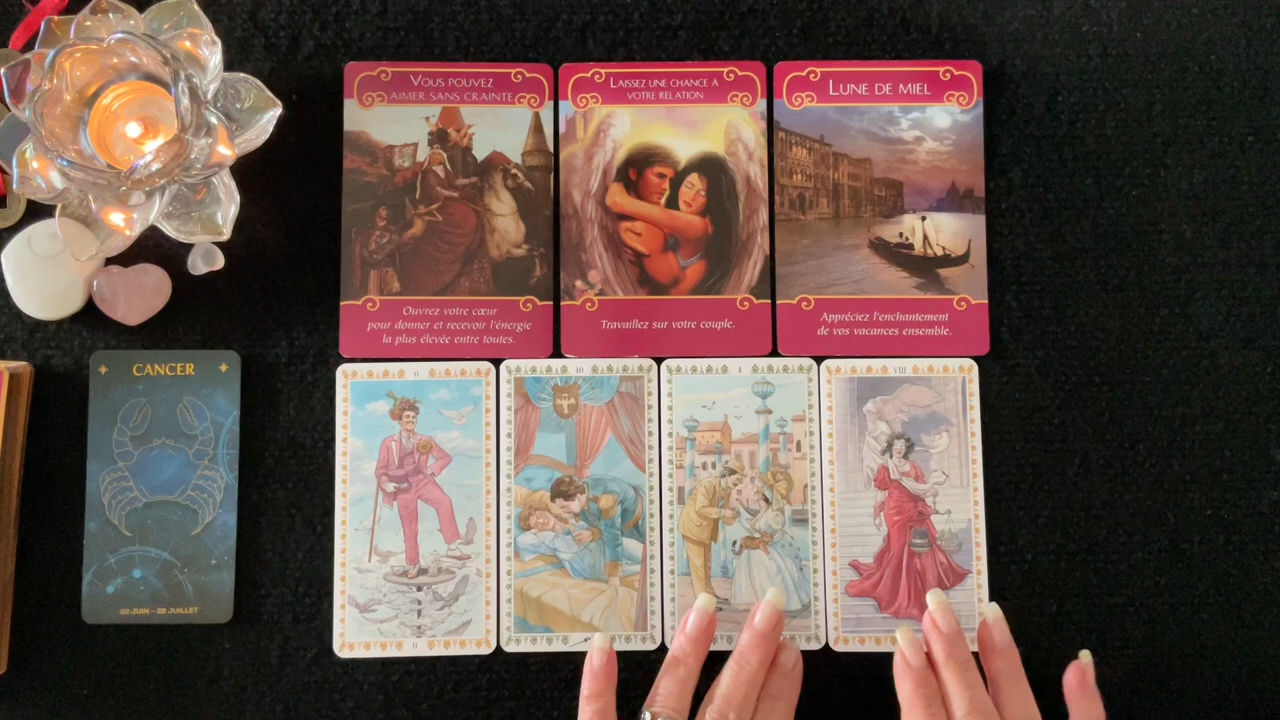 Vous pouvez
aimer sans crainte
Laissez une chance à
votre relation
Lune de miel
Ouvrez votre cœur
pour donner et recevoir l'énergie
la plus élevée entre toutes.
Travaillez sur votre couple.
Appréciez l'enchantement
de vos vacances ensemble.
CANCER
22 JUIN - 22 JUILLET
0
10
4
VIII
0